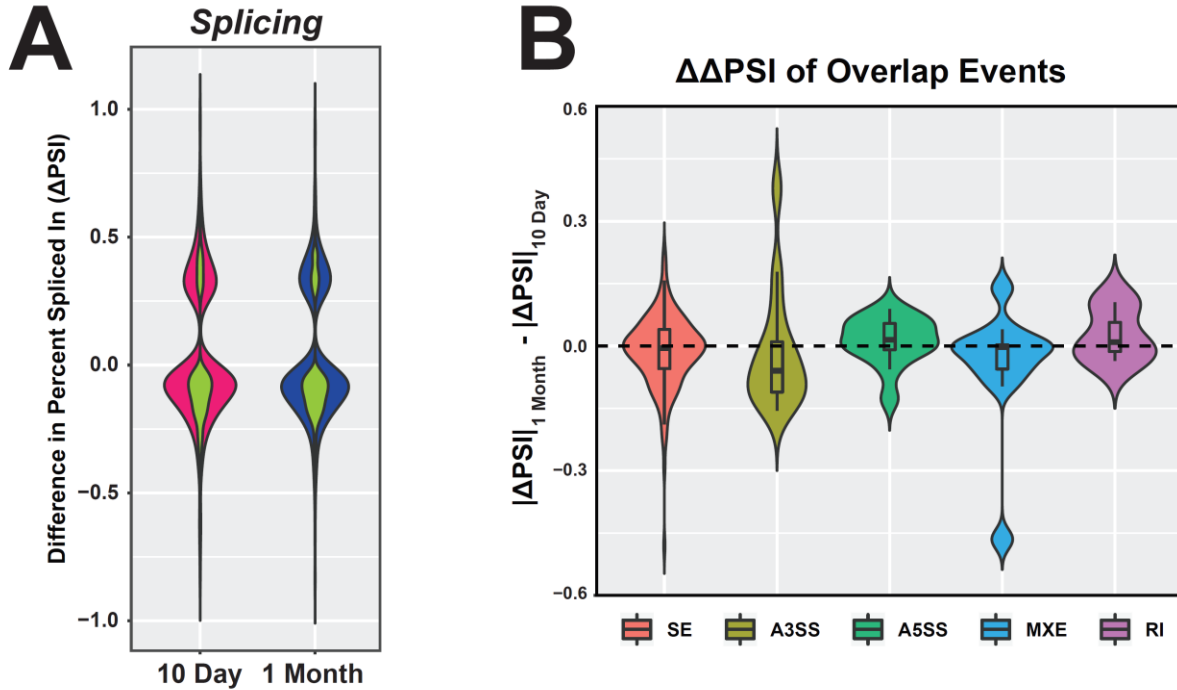 A
Splicing
Difference in Percent Spliced In (ΔPSI)
1.0
0.5
0.0
−0.5
−1.0
10 Day
1 Month
B
ΔΔPSI of Overlap Events
|ΔPSI|1 Month - |ΔPSI|10 Day
0.6
0.3
0.0
−0.3
−0.6
SE
A3SS
A5SS
MXE
RI